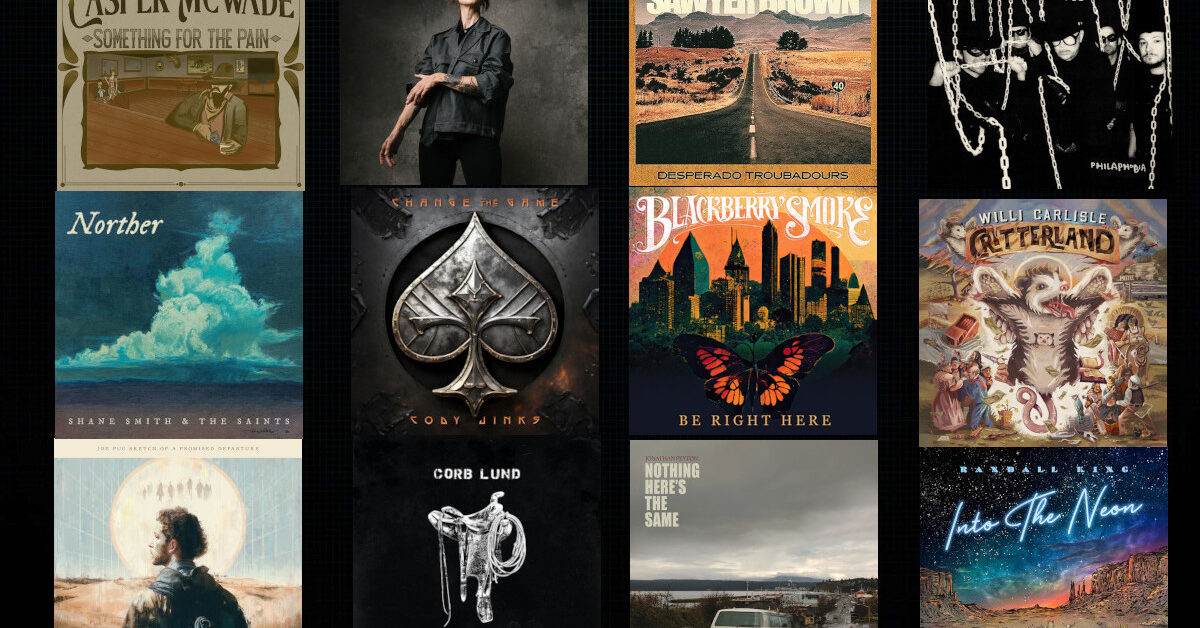 CASPER MCWADE
SOMETHING FOR THE PAIN
SAWYER BROWN
40
DESPERADO TROUBADOURS
PHILAPHOBIA
Norther
SHANE SMITH & THE SAINTS
CHANGE THE GAME
CODY JINKS
BLACKBERRY SMOKE
BE RIGHT HERE
WILLI CARLISLE
CRITTERLAND
JOE PUG SKETCH OF A PROMISED DEPARTURE
CORB LUND
JONATHAN PEYTON
NOTHING
HERE'S
THE
SAME
RANDALL KING
Into The Neon